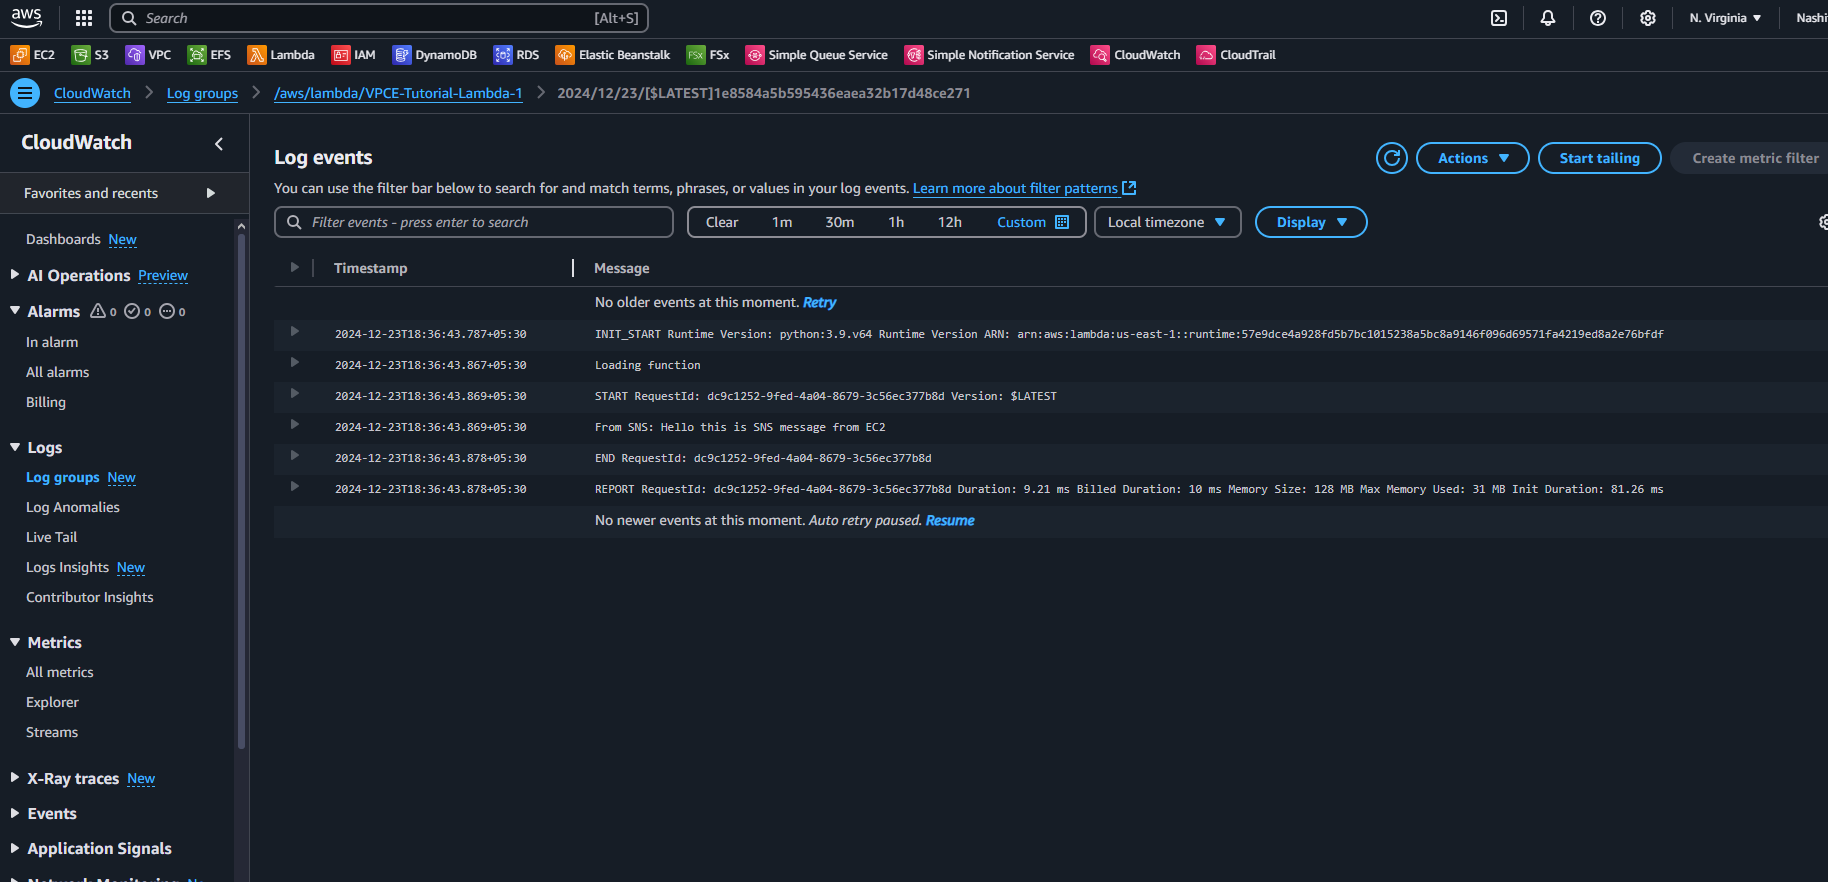 aws
Search [Alt+S] N. Virginia
EC2 S3 VPC EFS Lambda IAM DynamoDB RDS Elastic Beanstalk FSx FSx Simple Queue Service Simple Notification Service CloudWatch CloudTrail
CloudWatch Log groups /aws/lambda/VPCE-Tutorial-Lambda-1 2024/12/23/[$LATEST]1e8584a5b595436eaea32b17d48ce271
CloudWatch
Favorites and recents
Dashboards New
AI Operations Preview
Alarms 0 0 0
In alarm
All alarms
Billing
Logs
Log groups New
Log Anomalies
Live Tail
Logs Insights New
Contributor Insights
Metrics
All metrics
Explorer
Streams
X-Ray traces New
Events
Application Signals
Log events
Actions Start tailing Create metric filter
You can use the filter bar below to search for and match terms, phrases, or values in your log events. Learn more about filter patterns
Filter events - press enter to search Clear 1m 30m 1h 12h Custom Local timezone Display
Timestamp Message
No older events at this moment. Retry
2024-12-23T18:36:43.787+05:30 INIT_START Runtime Version: python:3.9.v64 Runtime Version ARN: arn:aws:lambda:us-east-1::runtime:57e9dce4a928fd5b7bc1015238a5bc8a9146f096d69571fa4219ed8a2e76bfdf
2024-12-23T18:36:43.867+05:30 Loading function
2024-12-23T18:36:43.869+05:30 START RequestId: dc9c1252-9fed-4a04-8679-3c56ec377b8d Version: $LATEST
2024-12-23T18:36:43.869+05:30 From SNS: Hello this is SNS message from EC2
2024-12-23T18:36:43.878+05:30 END RequestId: dc9c1252-9fed-4a04-8679-3c56ec377b8d
2024-12-23T18:36:43.878+05:30 REPORT RequestId: dc9c1252-9fed-4a04-8679-3c56ec377b8d Duration: 9.21 ms Billed Duration: 10 ms Memory Size: 128 MB Max Memory Used: 31 MB Init Duration: 81.26 ms
No newer events at this moment. Auto retry paused. Resume